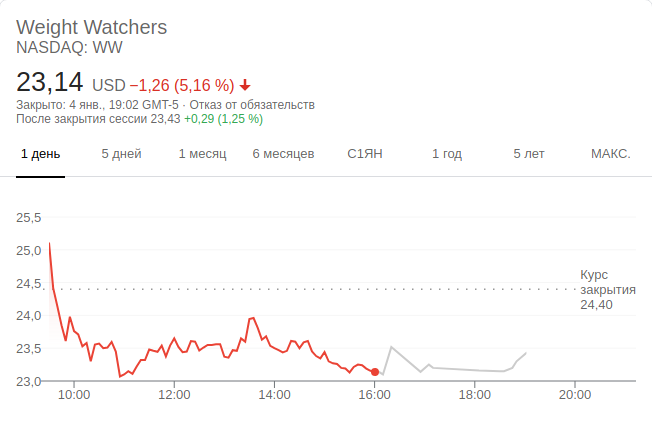 Weight Watchers
NASDAQ: WW
23,14 USD −1,26 (5,16 %)
Закрыто: 4 янв., 19:02 GMT-5 · Отказ от обязательств
После закрытия сессии 23,43 +0,29 (1,25 %)
1 день 5 дней 1 месяц 6 месяцев С1ЯН 1 год 5 лет МАКС.
25,5
25,0
24,5
24,0
23,5
23,0
Курс
закрытия
24,40
10:00 12:00 14:00 16:00 18:00 20:00